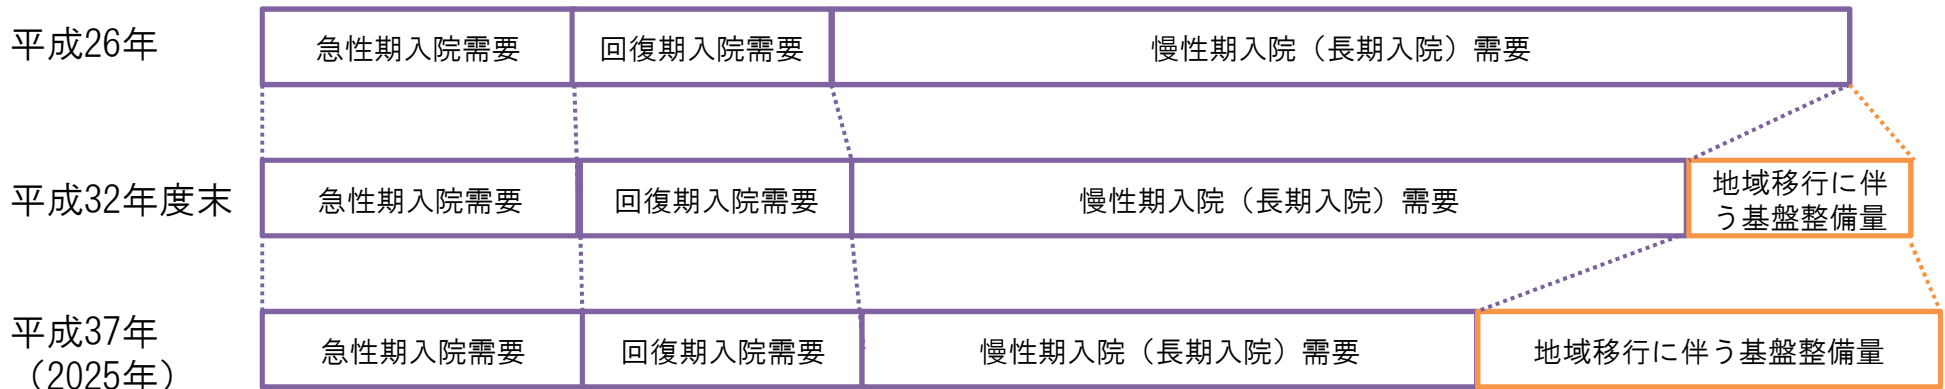 平成26年
急性期入院需要
回復期入院需要
慢性期入院（長期入院）需要
平成32年度末
急性期入院需要
回復期入院需要
慢性期入院（長期入院）需要
地域移行に伴
う基盤整備量
平成37年
（2025年）
急性期入院需要
回復期入院需要
慢性期入院（長期入院）需要
地域移行に伴う基盤整備量